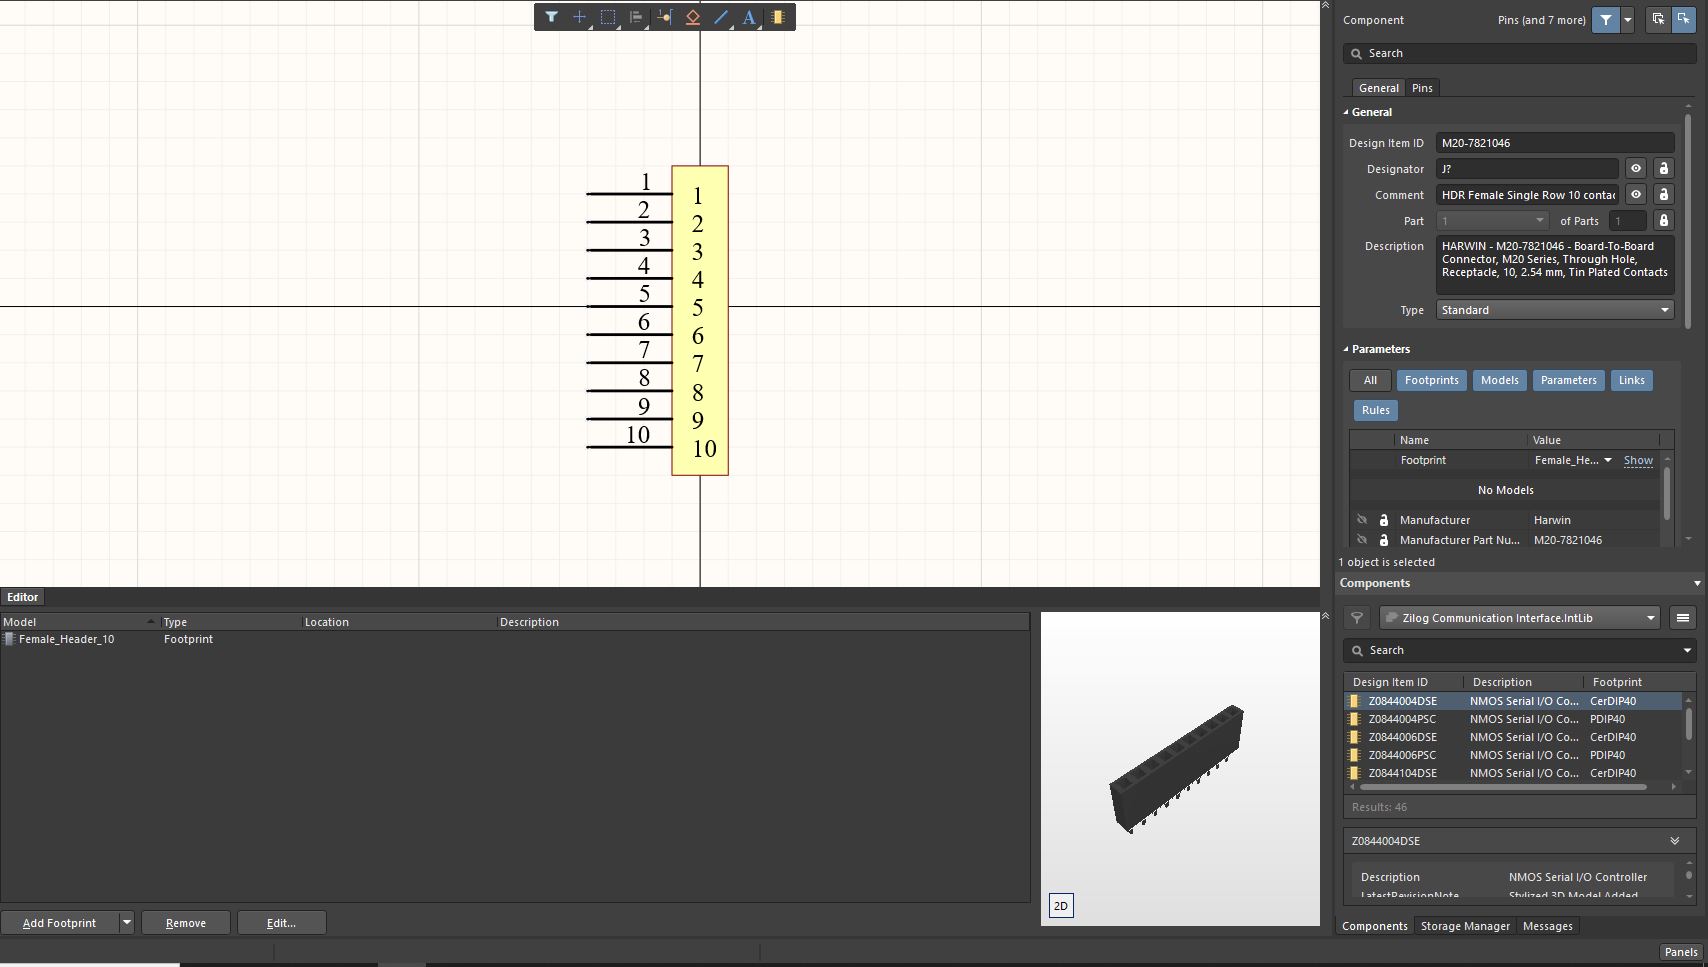 A
1
2
3
4
5
6
7
8
9
10
1
2
3
4
5
6
7
8
9
10
Editor
Model Type Location Description
Female_Header_10 Footprint
2D
Add Footprint Remove Edit...
Component Pins (and 7 more)
Search
General Pins
General
Design Item ID M20-7821046
Designator J?
Comment HDR Female Single Row 10 contac
Part 1 of Parts 1
Description HARWIN - M20-7821046 - Board-To-Board
Connector, M20 Series, Through Hole,
Receptacle, 10, 2.54 mm, Tin Plated Contacts
Type Standard
Parameters
All Footprints Models Parameters Links
Rules
Name Value
Footprint Female_He... Show
No Models
Manufacturer Harwin
Manufacturer Part Nu... M20-7821046
1 object is selected
Components
Zilog Communication Interface.IntLib
Search
Design Item ID Description Footprint
Z0844004DSE NMOS Serial I/O Co... CerDIP40
Z0844004PSC NMOS Serial I/O Co... PDIP40
Z0844006DSE NMOS Serial I/O Co... CerDIP40
Z0844006PSC NMOS Serial I/O Co... PDIP40
Z0844104DSE NMOS Serial I/O Co... CerDIP40
Results: 46
Z0844004DSE
Description NMOS Serial I/O Controller
LatestRevisionNote Stylized 3D Model Added
Components Storage Manager Messages
Panels